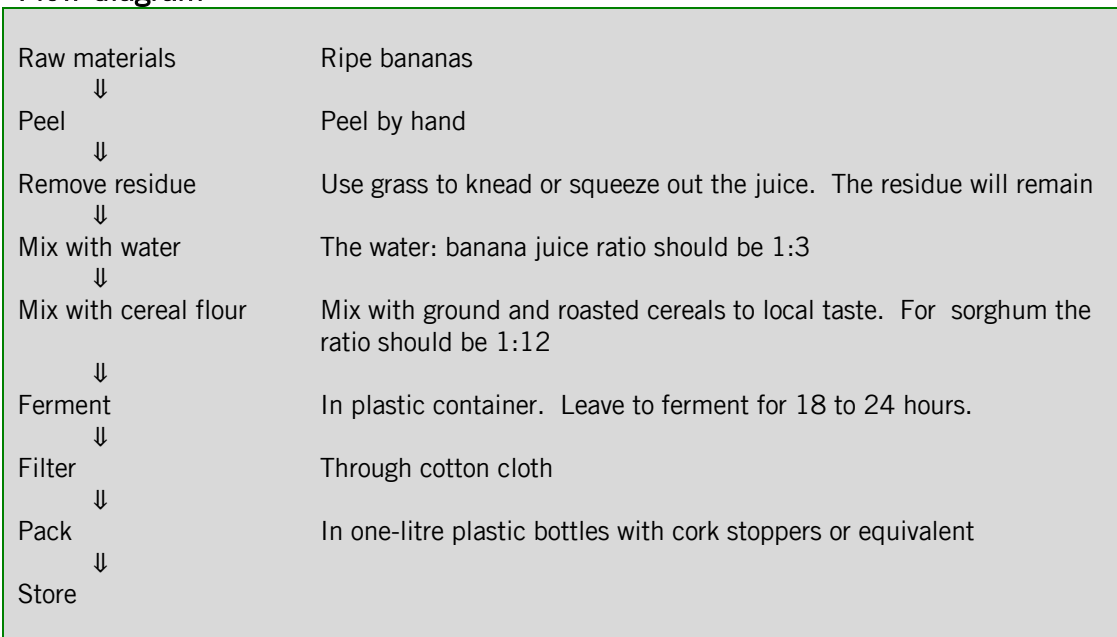 Flow diagram
Raw materials Ripe bananas
⇓
Peel Peel by hand
⇓
Remove residue Use grass to knead or squeeze out the juice. The residue will remain
⇓
Mix with water The water: banana juice ratio should be 1:3
⇓
Mix with cereal flour Mix with ground and roasted cereals to local taste. For sorghum the
ratio should be 1:12
⇓
Ferment In plastic container. Leave to ferment for 18 to 24 hours.
⇓
Filter Through cotton cloth
⇓
Pack In one-litre plastic bottles with cork stoppers or equivalent
⇓
Store